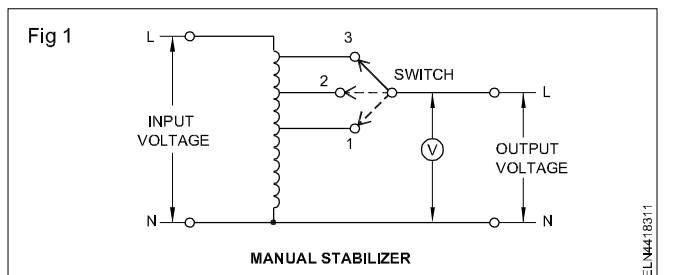 Fig 1
L
3
SWITCH
2
L
INPUT
VOLTAGE
1
V
OUTPUT
VOLTAGE
N
N
MANUAL STABILIZER
ELN4418311